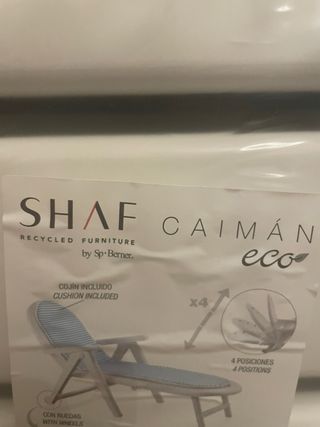 SHAF CAIMÁN
RECYCLED FURNITURE eco
by Sp·Berner.
COJÍN INCLUIDO
CUSHION INCLUDED
x4
4 POSICIONES
4 POSITIONS
CON RUEDAS
WITH WHEELS